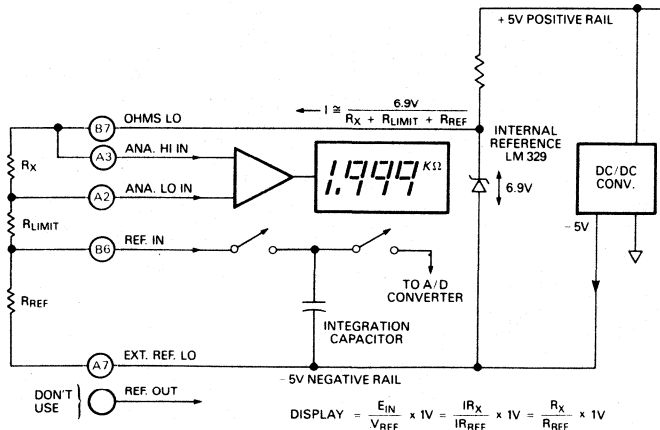 +5V POSITIVE RAIL
I ≅ 6.9V / (RX + RLIMIT + RREF)
B7 OHMS LO
A3 ANA. HI IN
RX
A2 ANA. LO IN
1.999 KΩ
INTERNAL
REFERENCE
LM 329
6.9V
DC/DC
CONV.
-5V
RLIMIT
B6 REF. IN
TO A/D
CONVERTER
RREF
INTEGRATION
CAPACITOR
A7 EXT. REF. LO
-5V NEGATIVE RAIL
DON'T
USE
REF. OUT
DISPLAY = EIN / VREF x 1V = IRX / IRREF x 1V = RX / RREF x 1V